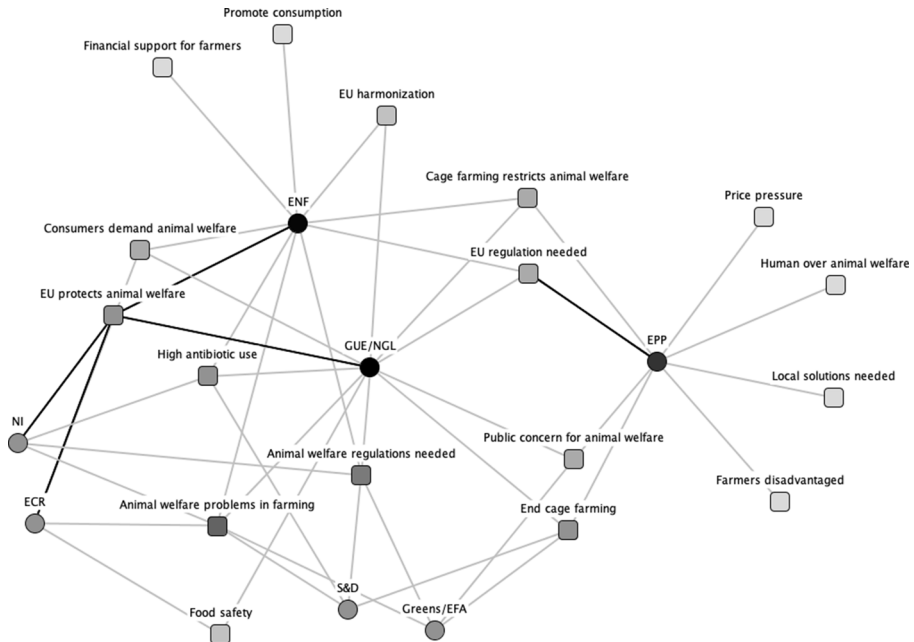 Promote consumption
Financial support for farmers
EU harmonization
Cage farming restricts animal welfare
Price pressure
ENF
Consumers demand animal welfare
EU regulation needed
Human over animal welfare
EU protects animal welfare
High antibiotic use
GUE/NGL
EPP
Local solutions needed
NI
Public concern for animal welfare
Animal welfare regulations needed
Farmers disadvantaged
ECR
Animal welfare problems in farming
End cage farming
S&D
Greens/EFA
Food safety